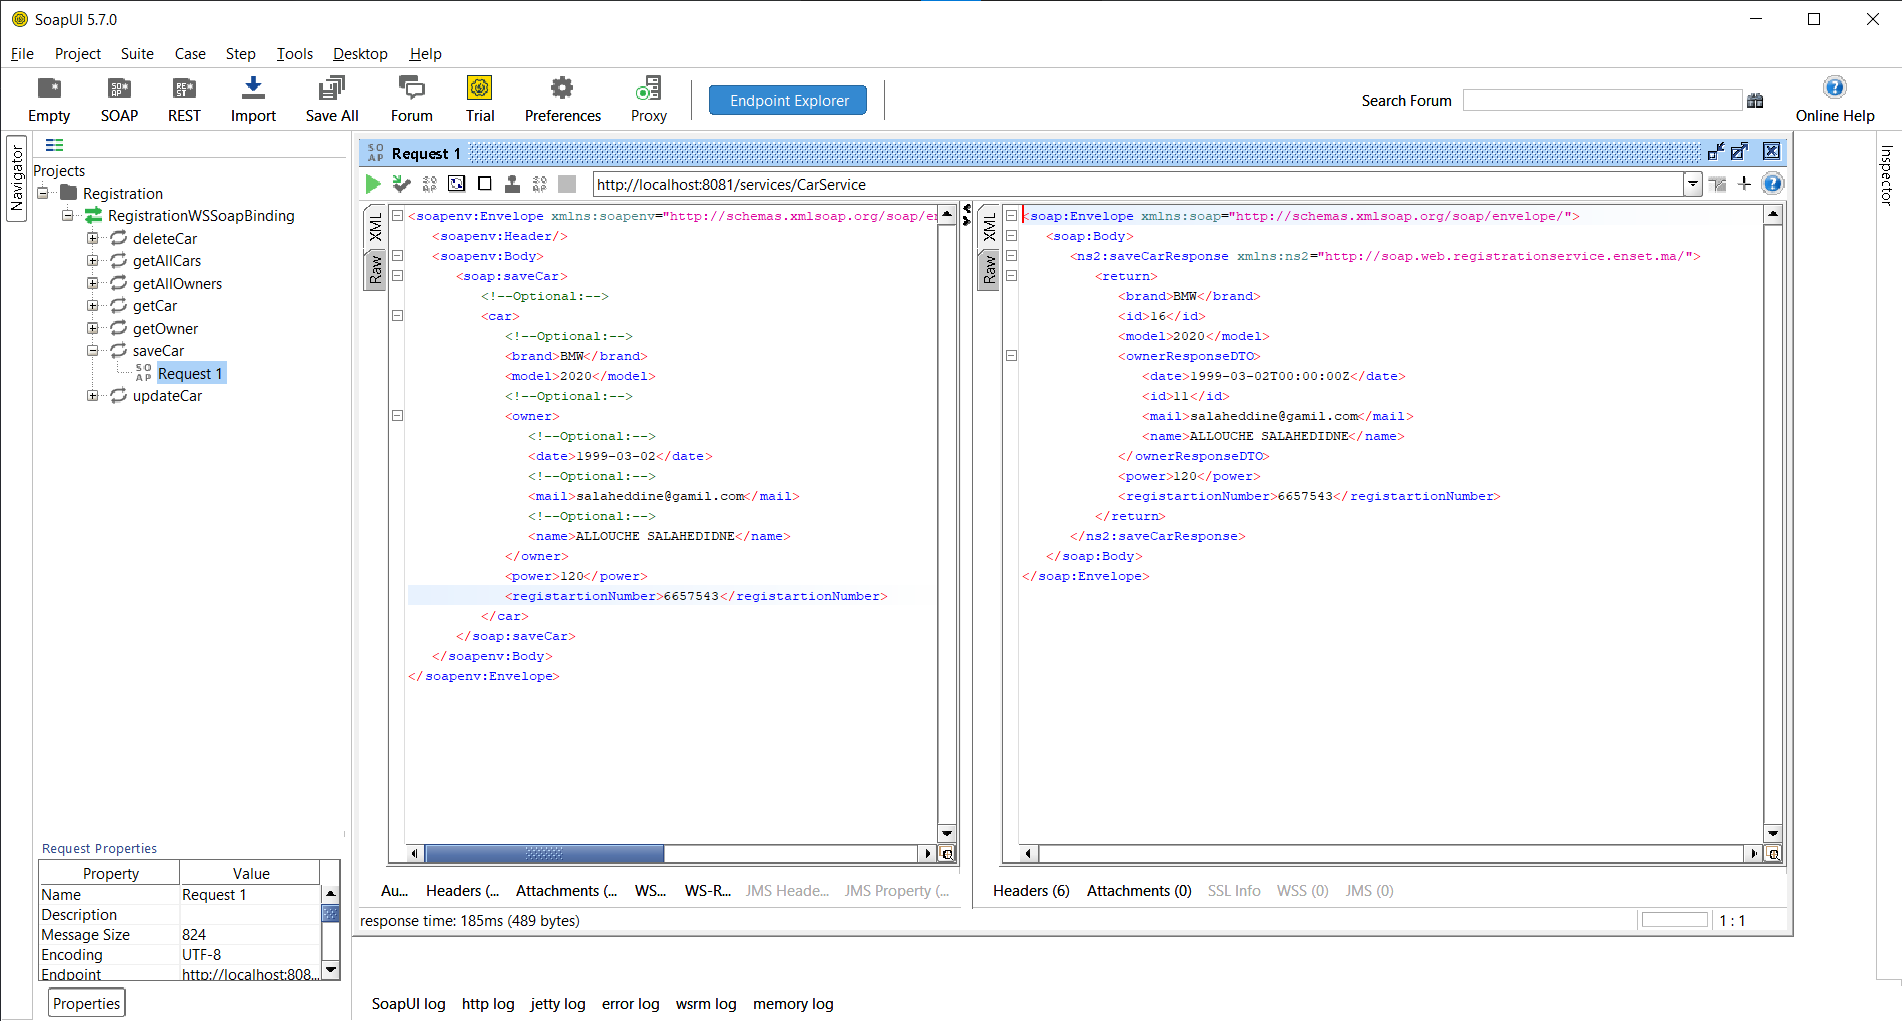 SoapUI 5.7.0
File Project Suite Case Step Tools Desktop Help
Empty SOAP REST Import Save All Forum Trial Preferences Proxy Endpoint Explorer Search Forum Online Help
Navigator
Inspector
Projects
Registration
RegistrationWSSoapBinding
deleteCar
getAllCars
getAllOwners
getCar
getOwner
saveCar
SO AP Request 1
updateCar
Request Properties
Property Value
Name Request 1
Description
Message Size 824
Encoding UTF-8
Endpoint http://localhost:808...
Properties
SO AP Request 1
http://localhost:8081/services/CarService
XML
Raw
<soapenv:Envelope xmlns:soapenv="http://schemas.xmlsoap.org/soap/en
<soapenv:Header/>
<soapenv:Body>
<soap:saveCar>
<!--Optional:-->
<car>
<!--Optional:-->
<brand>BMW</brand>
<model>2020</model>
<!--Optional:-->
<owner>
<!--Optional:-->
<date>1999-03-02</date>
<!--Optional:-->
<mail>salaheddine@gamil.com</mail>
<!--Optional:-->
<name>ALLOUCHE SALAHEDIDNE</name>
</owner>
<power>120</power>
<registartionNumber>6657543</registartionNumber>
</car>
</soap:saveCar>
</soapenv:Body>
</soapenv:Envelope>
Au... Headers (... Attachments (... WS... WS-R... JMS Heade... JMS Property (...
XML
Raw
<soap:Envelope xmlns:soap="http://schemas.xmlsoap.org/soap/envelope/">
<soap:Body>
<ns2:saveCarResponse xmlns:ns2="http://soap.web.registrationservice.enset.ma/">
<return>
<brand>BMW</brand>
<id>16</id>
<model>2020</model>
<ownerResponseDTO>
<date>1999-03-02T00:00:00Z</date>
<id>11</id>
<mail>salaheddine@gamil.com</mail>
<name>ALLOUCHE SALAHEDIDNE</name>
</ownerResponseDTO>
<power>120</power>
<registartionNumber>6657543</registartionNumber>
</return>
</ns2:saveCarResponse>
</soap:Body>
</soap:Envelope>
Headers (6) Attachments (0) SSL Info WSS (0) JMS (0)
response time: 185ms (489 bytes)
1 : 1
SoapUI log http log jetty log error log wsrm log memory log